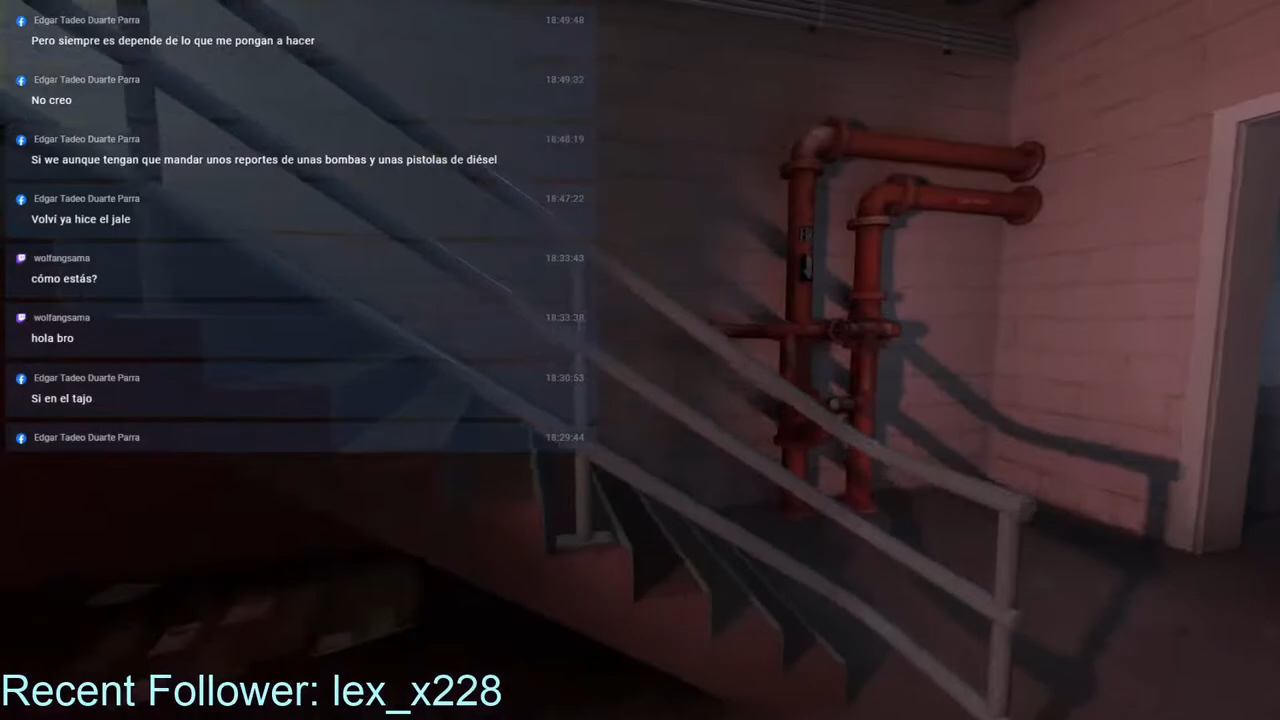 Edgar Tadeo Duarte Parra 18:49:48
Pero siempre es depende de lo que me pongan a hacer
Edgar Tadeo Duarte Parra 18:49:32
No creo
Edgar Tadeo Duarte Parra 18:48:19
Si we aunque tengan que mandar unos reportes de unas bombas y unas pistolas de diésel
Edgar Tadeo Duarte Parra 18:47:22
Volví ya hice el jale
wolfangsama 18:33:43
cómo estás?
wolfangsama 18:33:38
hola bro
Edgar Tadeo Duarte Parra 18:30:53
Si en el tajo
Edgar Tadeo Duarte Parra 18:29:44
Recent Follower: lex_x228